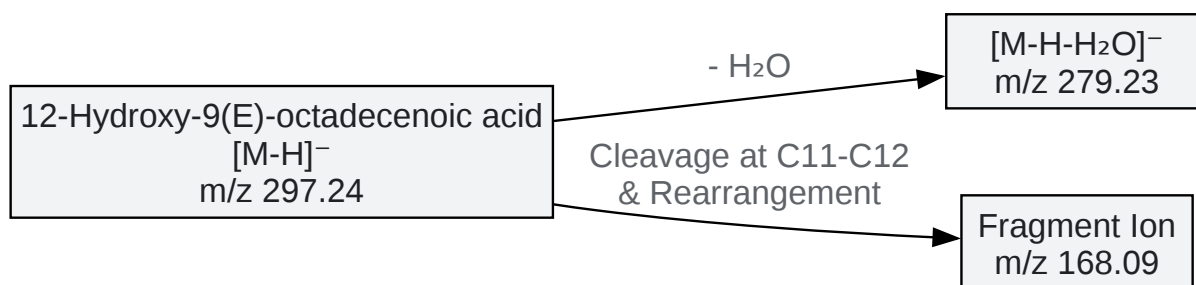 12-Hydroxy-9(E)-octadecenoic acid
[M-H]⁻
m/z 297.24
- H₂O
Cleavage at C11-C12
& Rearrangement
[M-H-H₂O]⁻
m/z 279.23
Fragment Ion
m/z 168.09